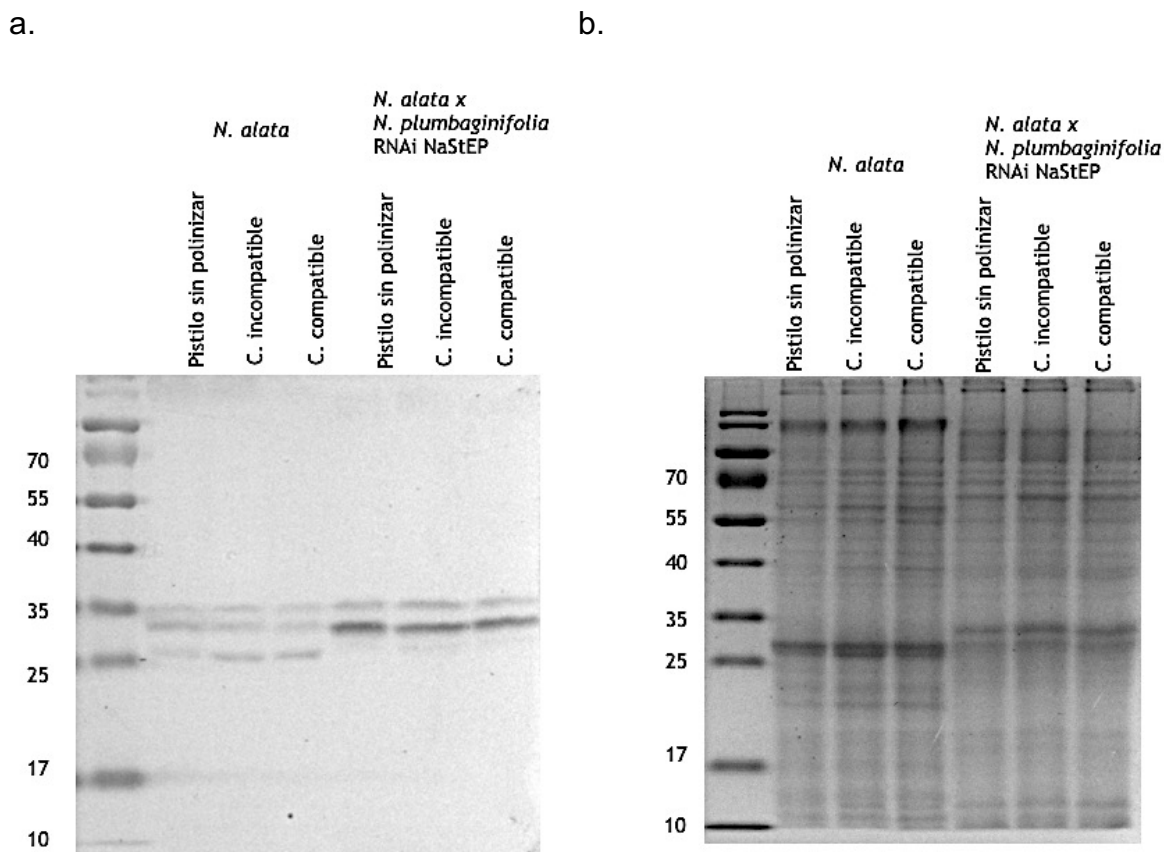 a.
N. alata
N. alata x
N. plumbaginifolia
RNAi NaStEP
Pistilo sin polinizar
C. incompatible
C. compatible
Pistilo sin polinizar
C. incompatible
C. compatible
70
55
40
35
25
17
10
b.
N. alata
N. alata x
N. plumbaginifolia
RNAi NaStEP
Pistilo sin polinizar
C. incompatible
C. compatible
Pistilo sin polinizar
C. incompatible
C. compatible
70
55
40
35
25
17
10